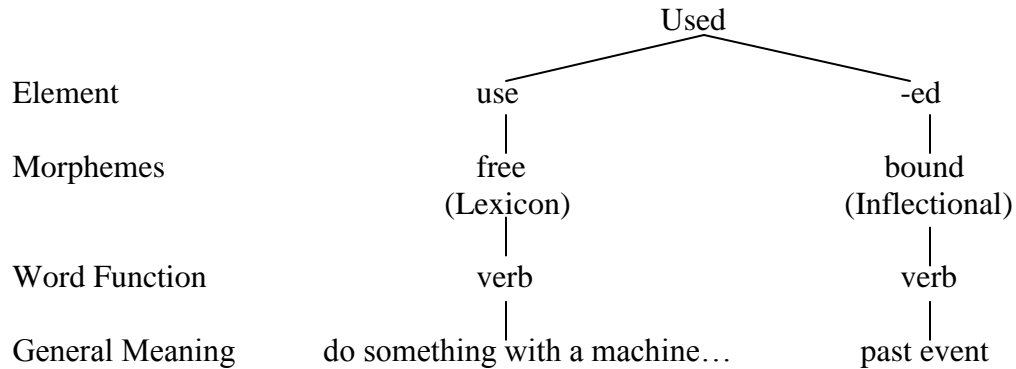 Used
Element use -ed
Morphemes free bound
(Lexicon) (Inflectional)
Word Function verb verb
General Meaning do something with a machine… past event